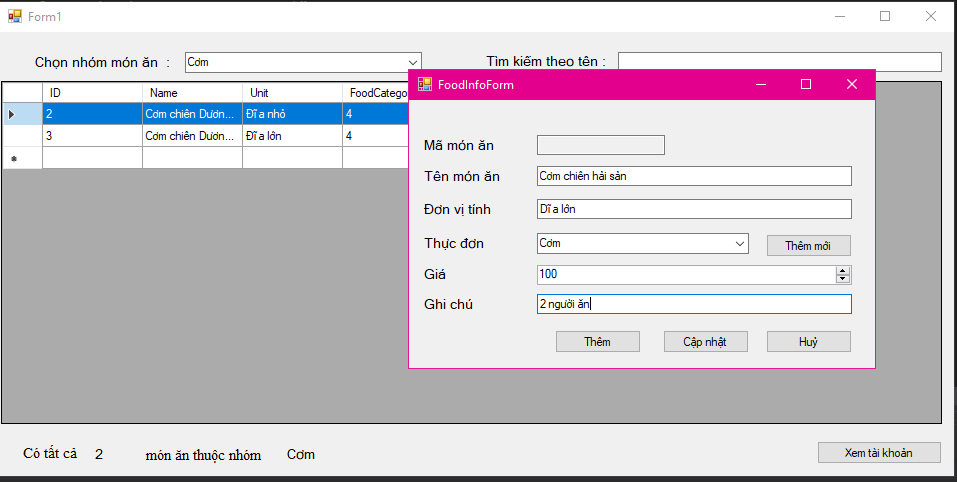 Form1
Chọn nhóm món ăn :
Cơm
Tìm kiếm theo tên :
ID Name Unit FoodCatego
2 Cơm chiên Dươn... Đĩa nhỏ 4
3 Cơm chiên Dươn... Đĩa lớn 4
FoodInfoForm
Mã món ăn
Tên món ăn Cơm chiên hải sản
Đơn vị tính Dĩa lớn
Thực đơn Cơm Thêm mới
Giá 100
Ghi chú 2 người ăn
Thêm Cập nhật Huỷ
Có tất cả 2 món ăn thuộc nhóm Cơm
Xem tài khoản